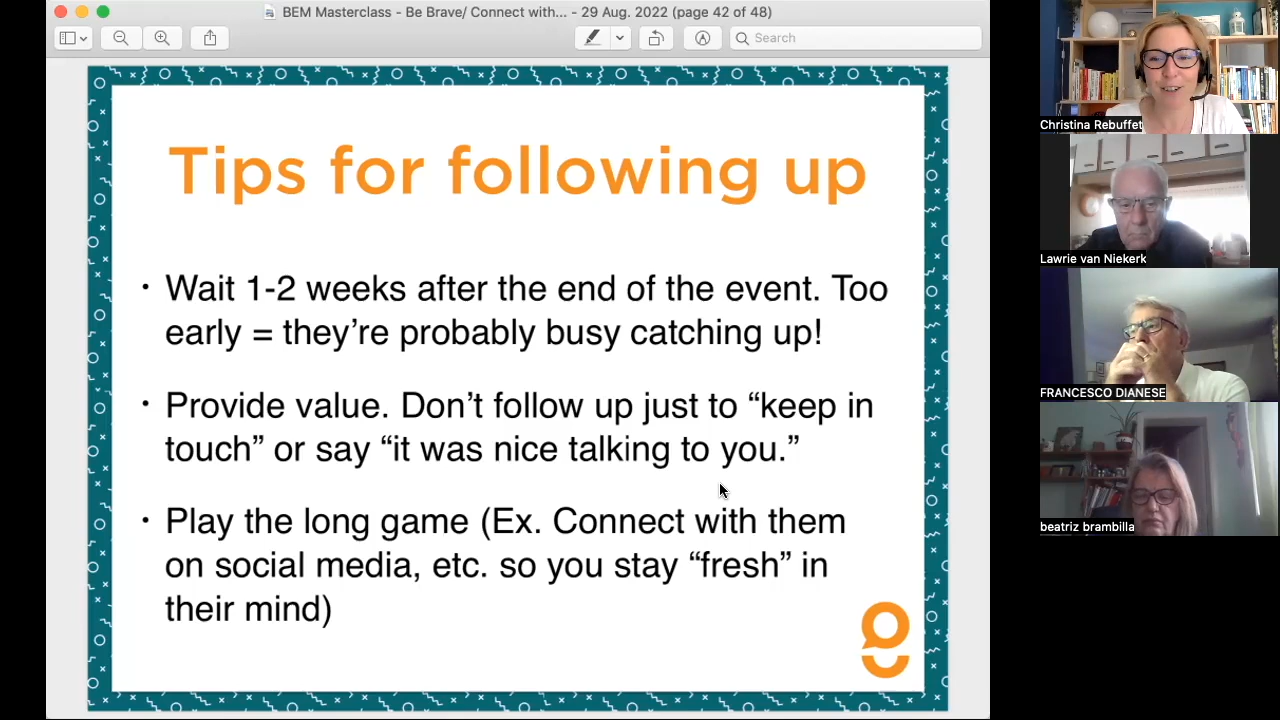 BEM Masterclass - Be Brave/ Connect with... - 29 Aug. 2022 (page 42 of 48)
Search
Tips for following up
• Wait 1-2 weeks after the end of the event. Too
early = they’re probably busy catching up!
• Provide value. Don’t follow up just to “keep in
touch” or say “it was nice talking to you.”
• Play the long game (Ex. Connect with them
on social media, etc. so you stay “fresh” in
their mind)
Christina Rebuffet
Lawrie van Niekerk
FRANCESCO DIANESE
beatriz brambilla